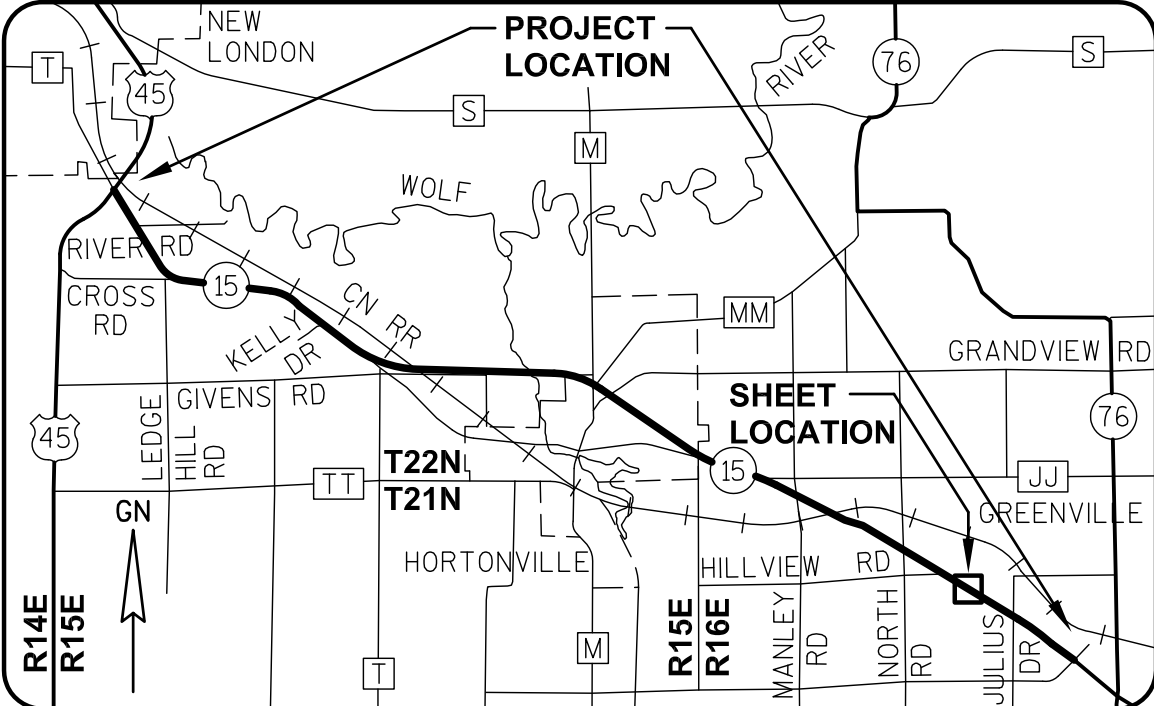 NEW
LONDON
PROJECT
LOCATION
T
45
S
M
RIVER
76
S
WOLF
RIVER RD
CROSS
RD
15
KELLY
DR
CN RR
MM
GRANDVIEW RD
GIVENS RD
LEDGE
HILL
RD
45
SHEET
LOCATION
76
T22N
T21N
TT
15
JJ
GREENVILLE
GN
HORTONVILLE
HILLVIEW RD
R14E
R15E
R15E
R16E
MANLEY
RD
NORTH
RD
JULIUS
DR
T
M